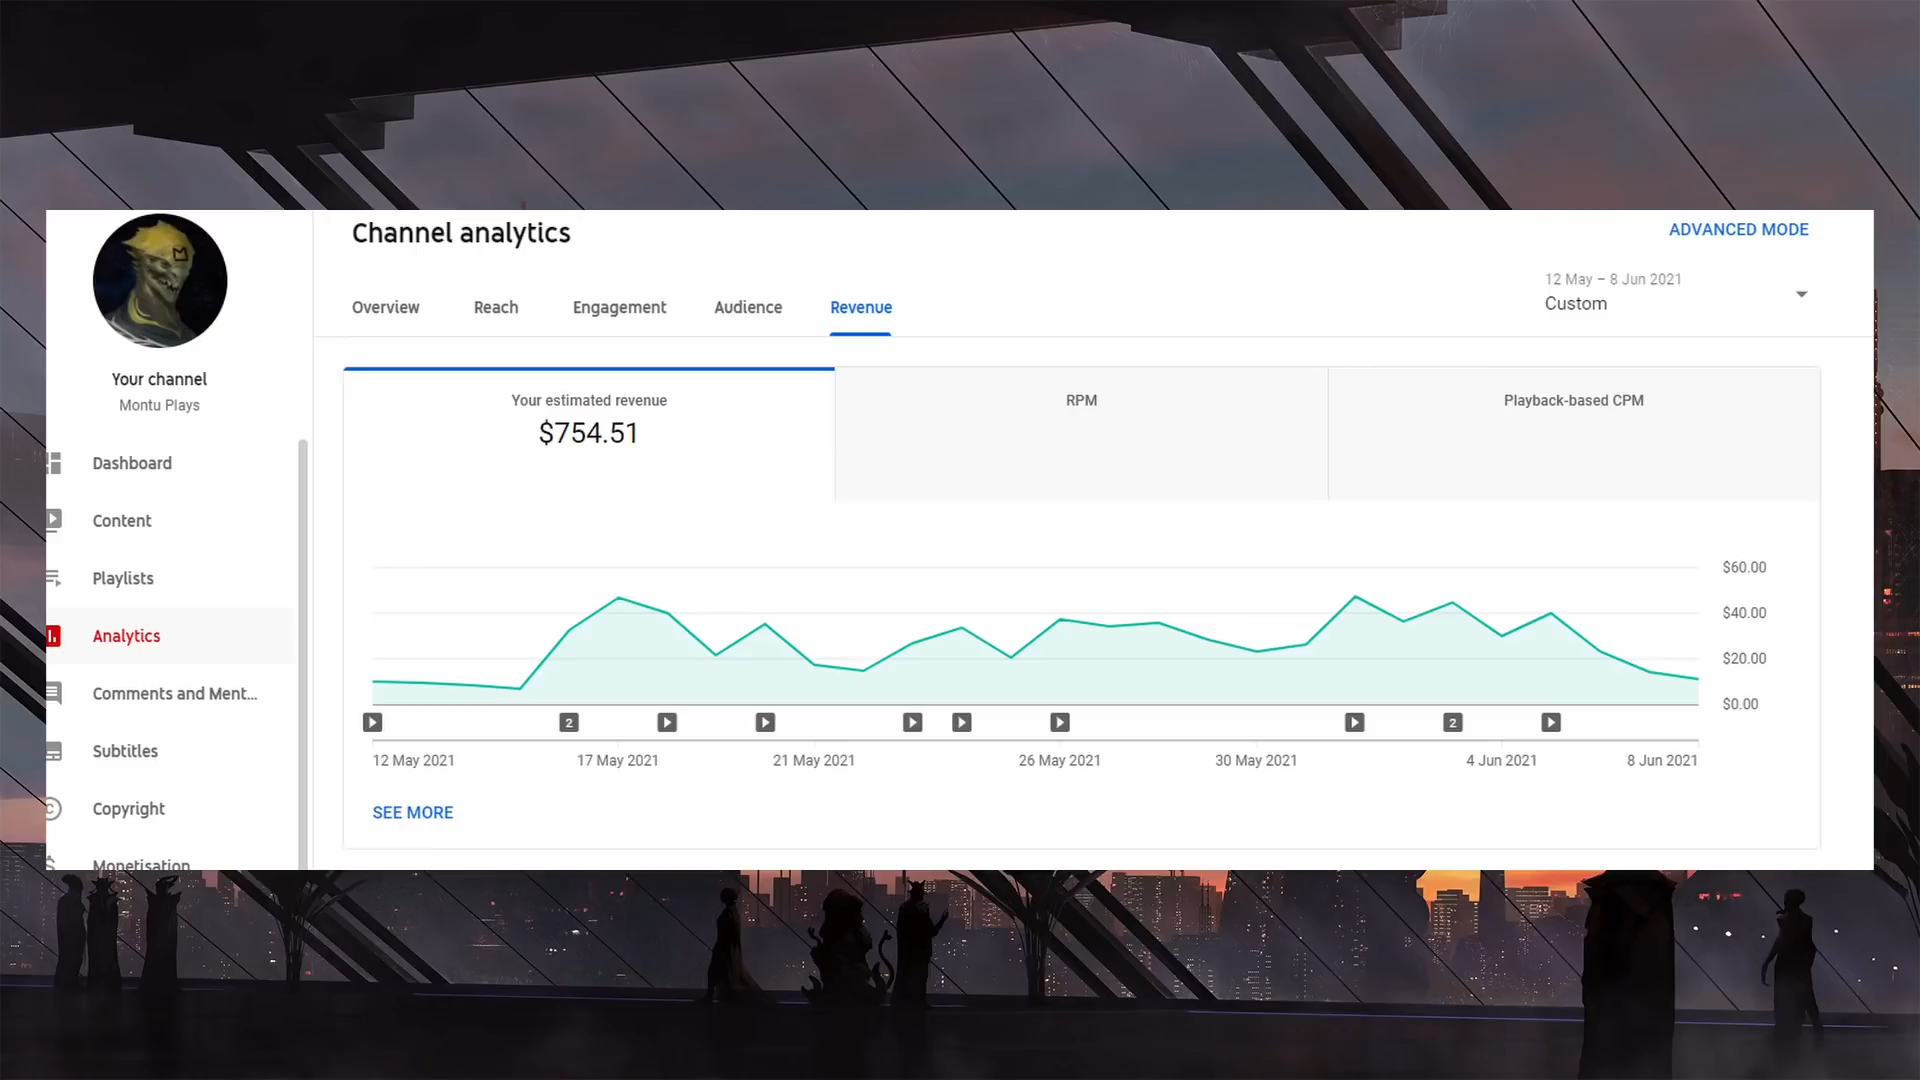 Channel analytics
ADVANCED MODE
12 May – 8 Jun 2021
Custom
Overview
Reach
Engagement
Audience
Revenue
Your channel
Montu Plays
Dashboard
Content
Playlists
Analytics
Comments and Ment...
Subtitles
Copyright
Monetisation
Your estimated revenue
$754.51
RPM
Playback-based CPM
$60.00
$40.00
$20.00
$0.00
2
2
12 May 2021
17 May 2021
21 May 2021
26 May 2021
30 May 2021
4 Jun 2021
8 Jun 2021
SEE MORE